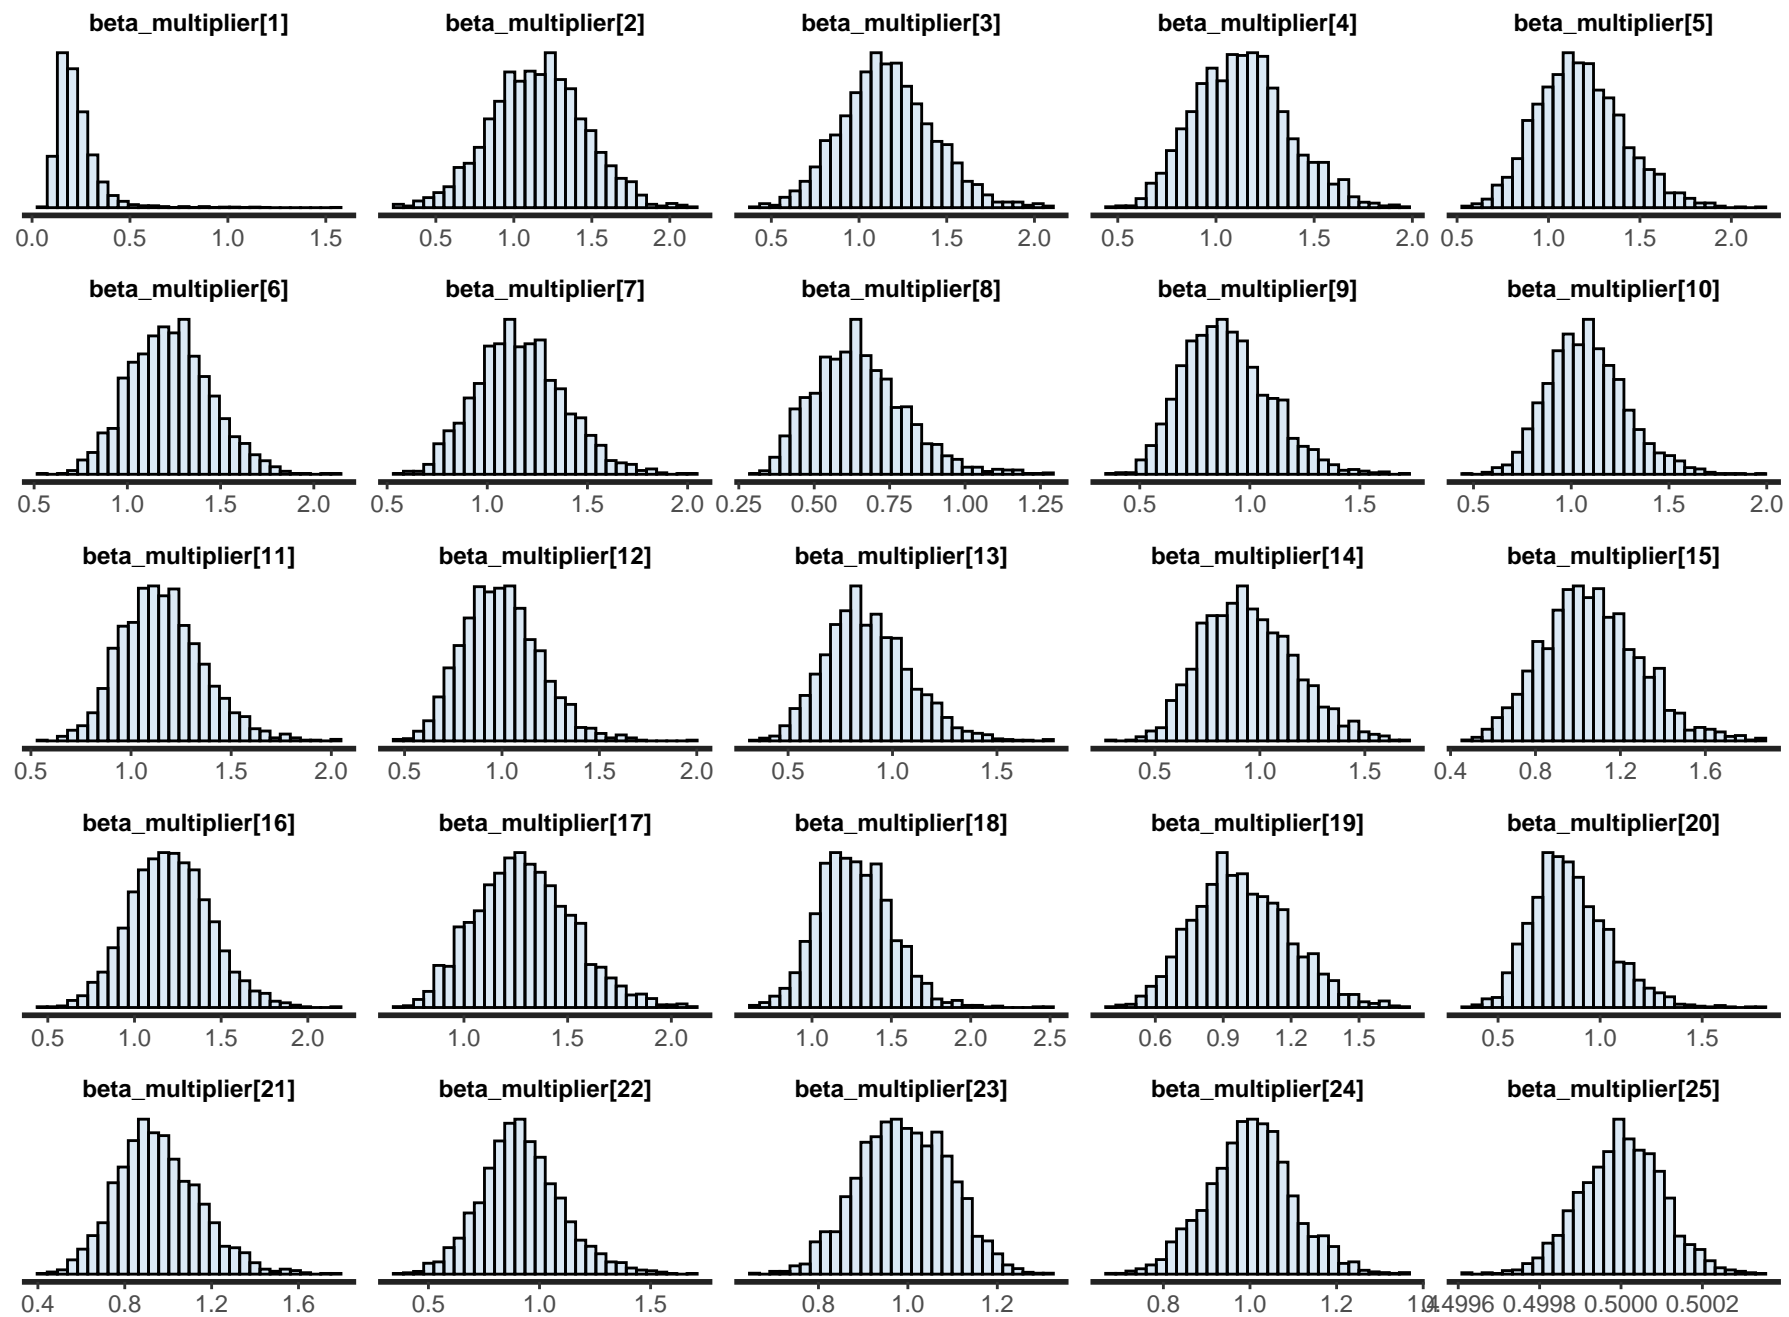 beta_multiplier[1] beta_multiplier[2] beta_multiplier[3] beta_multiplier[4] beta_multiplier[5]
0.0 0.5 1.0 1.5 0.5 1.0 1.5 2.0 0.5 1.0 1.5 2.0 0.5 1.0 1.5 2.0 0.5 1.0 1.5 2.0
beta_multiplier[6] beta_multiplier[7] beta_multiplier[8] beta_multiplier[9] beta_multiplier[10]
0.5 1.0 1.5 2.0 0.5 1.0 1.5 2.0 0.25 0.50 0.75 1.00 1.25 0.5 1.0 1.5 0.5 1.0 1.5 2.0
beta_multiplier[11] beta_multiplier[12] beta_multiplier[13] beta_multiplier[14] beta_multiplier[15]
0.5 1.0 1.5 2.0 0.5 1.0 1.5 2.0 0.5 1.0 1.5 0.5 1.0 1.5 0.4 0.8 1.2 1.6
beta_multiplier[16] beta_multiplier[17] beta_multiplier[18] beta_multiplier[19] beta_multiplier[20]
0.5 1.0 1.5 2.0 1.0 1.5 2.0 1.0 1.5 2.0 2.5 0.6 0.9 1.2 1.5 0.5 1.0 1.5
beta_multiplier[21] beta_multiplier[22] beta_multiplier[23] beta_multiplier[24] beta_multiplier[25]
0.4 0.8 1.2 1.6 0.5 1.0 1.5 0.8 1.0 1.2 0.8 1.0 1.2 0.4998 0.5000 0.5002